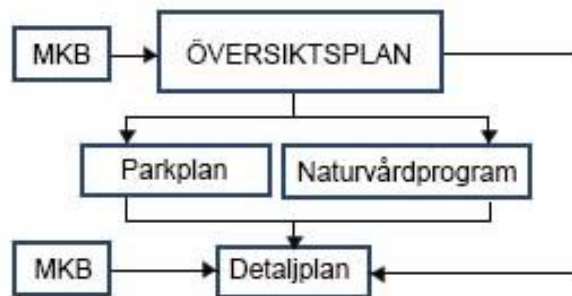 MKB
ÖVERSIKTSPLAN
Parkplan
Naturvårdprogram
MKB
Detaljplan